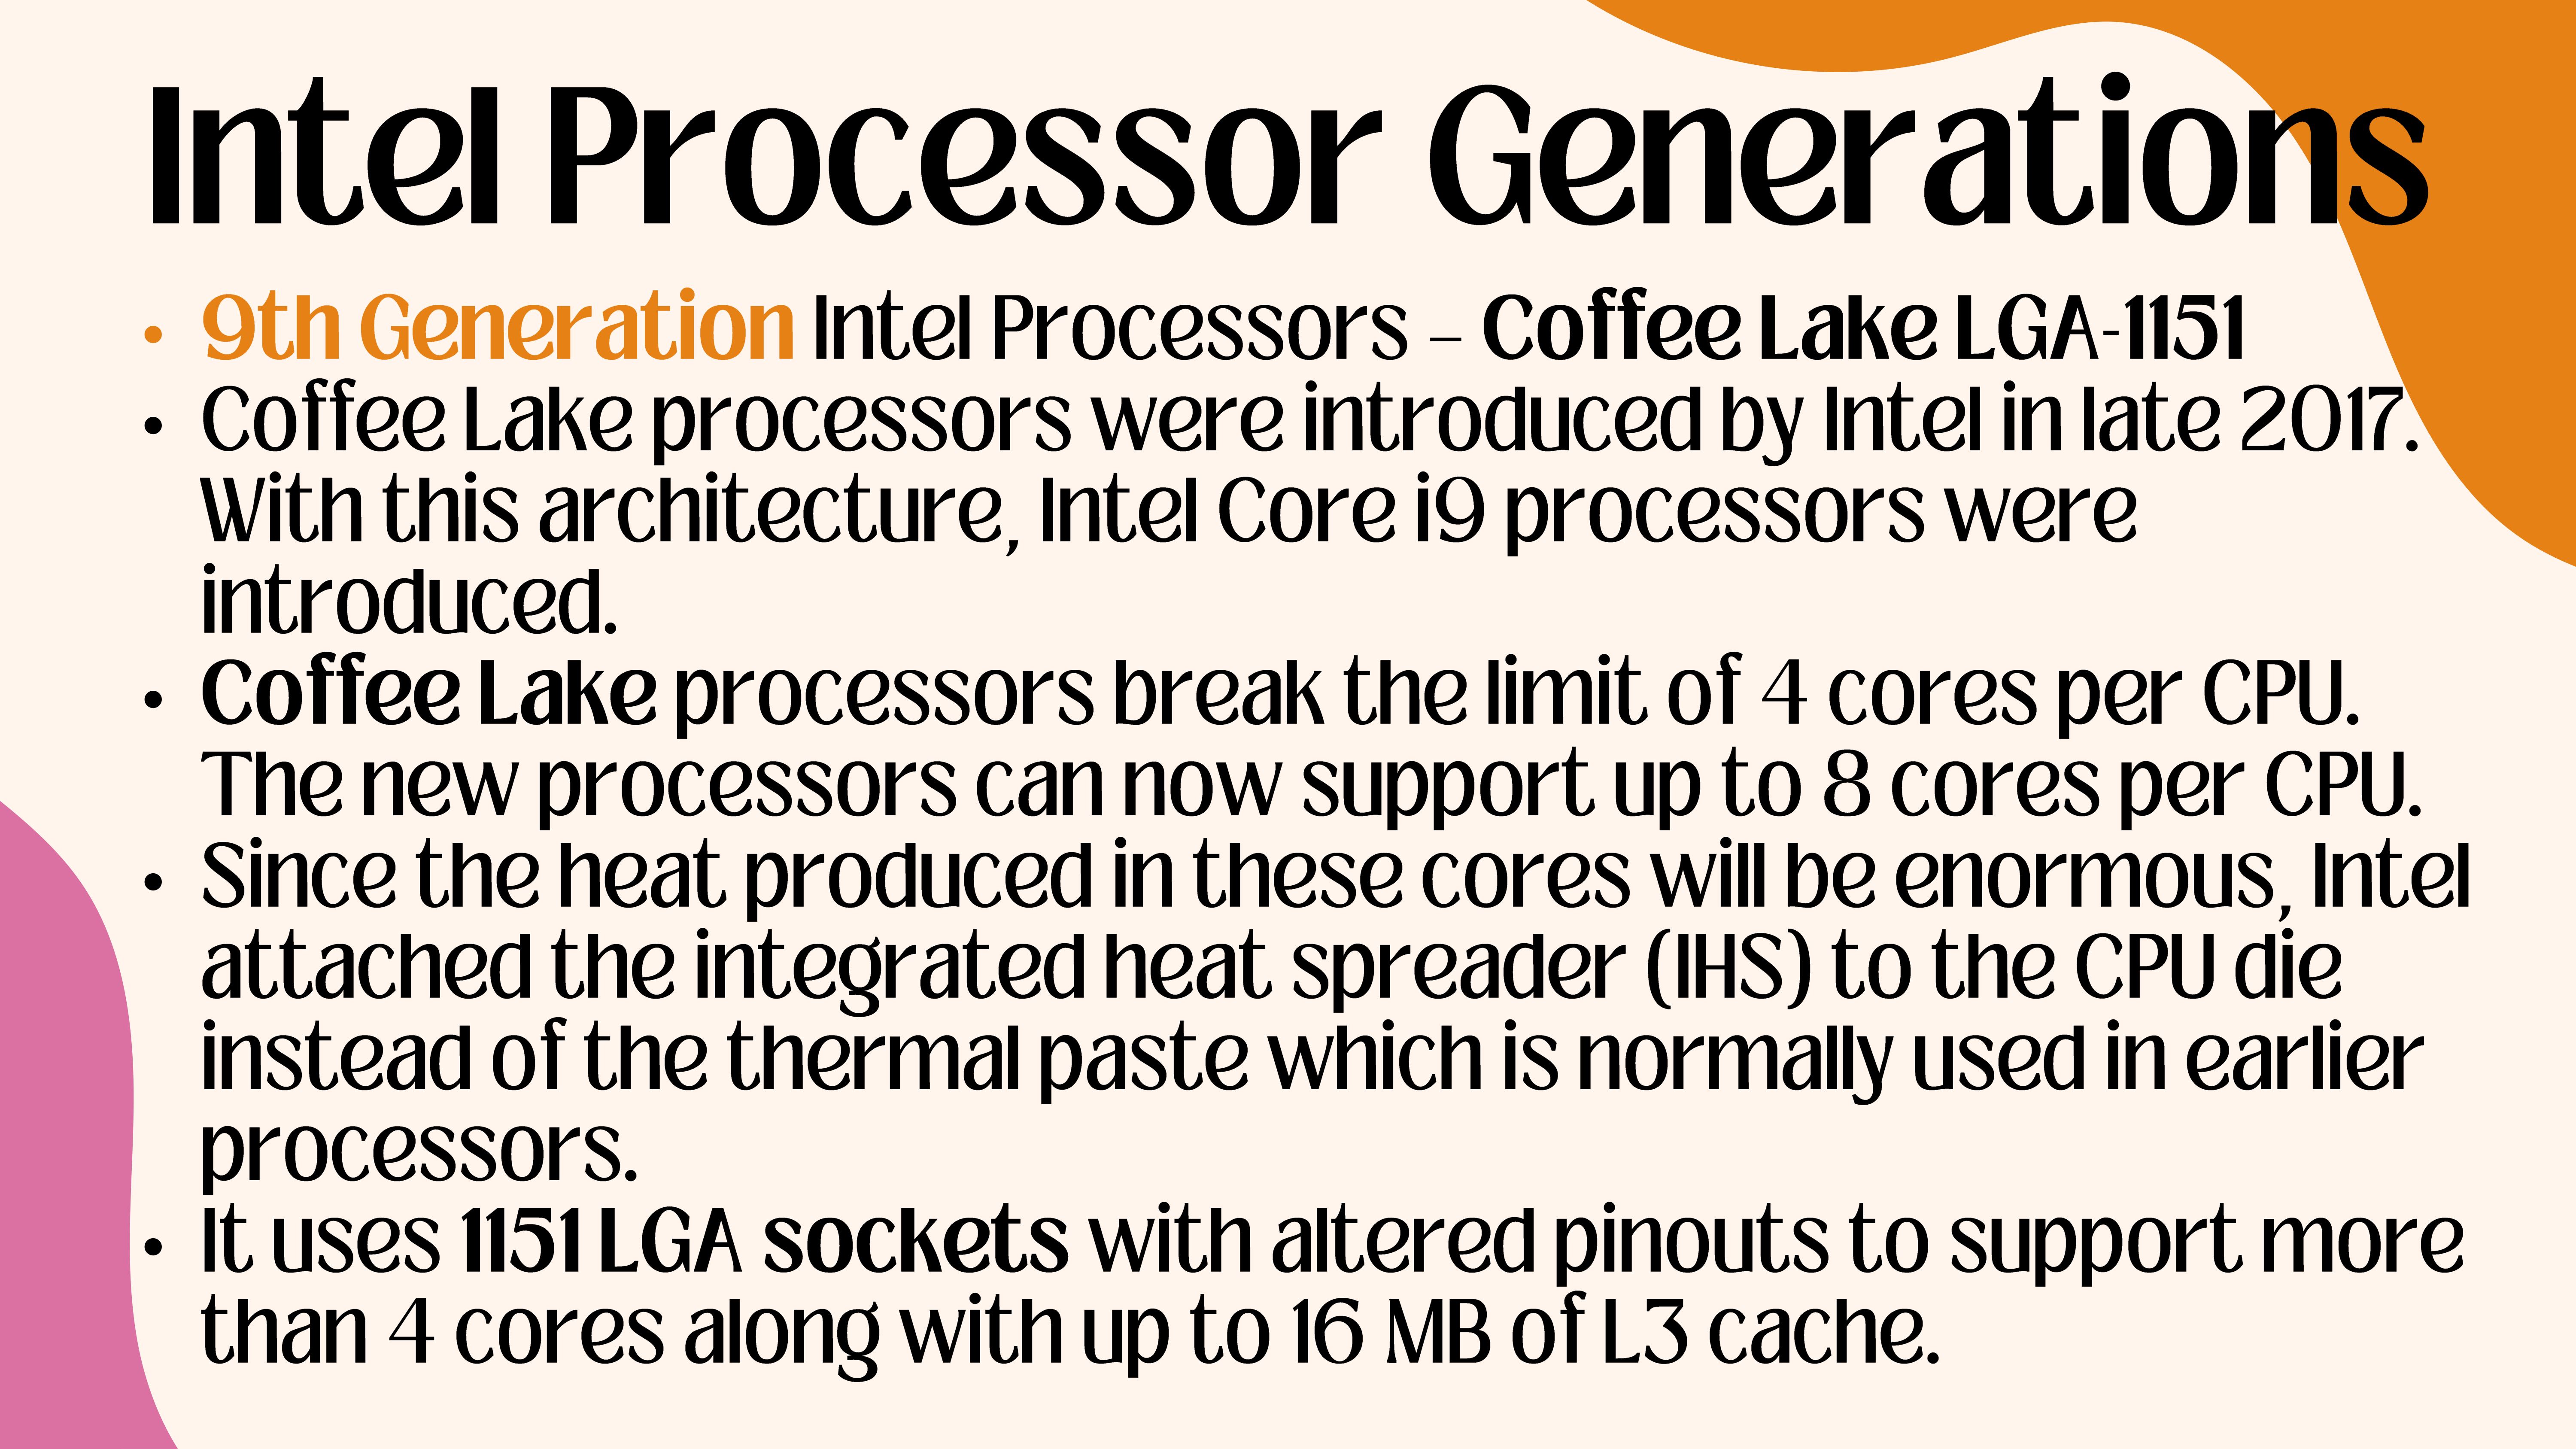 Intel Processor Generations
• 9th Generation Intel Processors – Coffee Lake LGA-1151
• Coffee Lake processors were introduced by Intel in late 2017.
With this architecture, Intel Core i9 processors were
introduced.
• Coffee Lake processors break the limit of 4 cores per CPU.
The new processors can now support up to 8 cores per CPU.
• Since the heat produced in these cores will be enormous, Intel
attached the integrated heat spreader (IHS) to the CPU die
instead of the thermal paste which is normally used in earlier
processors.
• It uses 1151 LGA sockets with altered pinouts to support more
than 4 cores along with up to 16 MB of L3 cache.